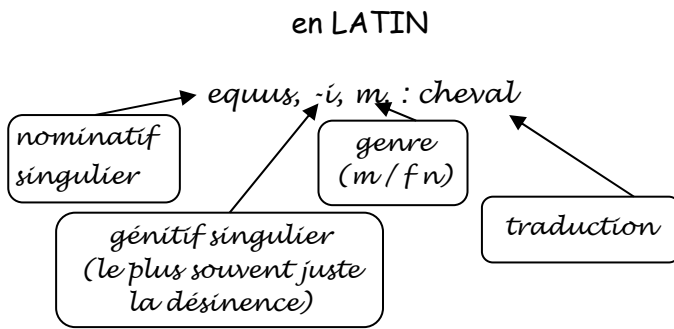 en LATIN
equus, -i, m. : cheval
nominatif
singulier
genre
(m / f n)
génitif singulier
(le plus souvent juste
la désinence)
traduction